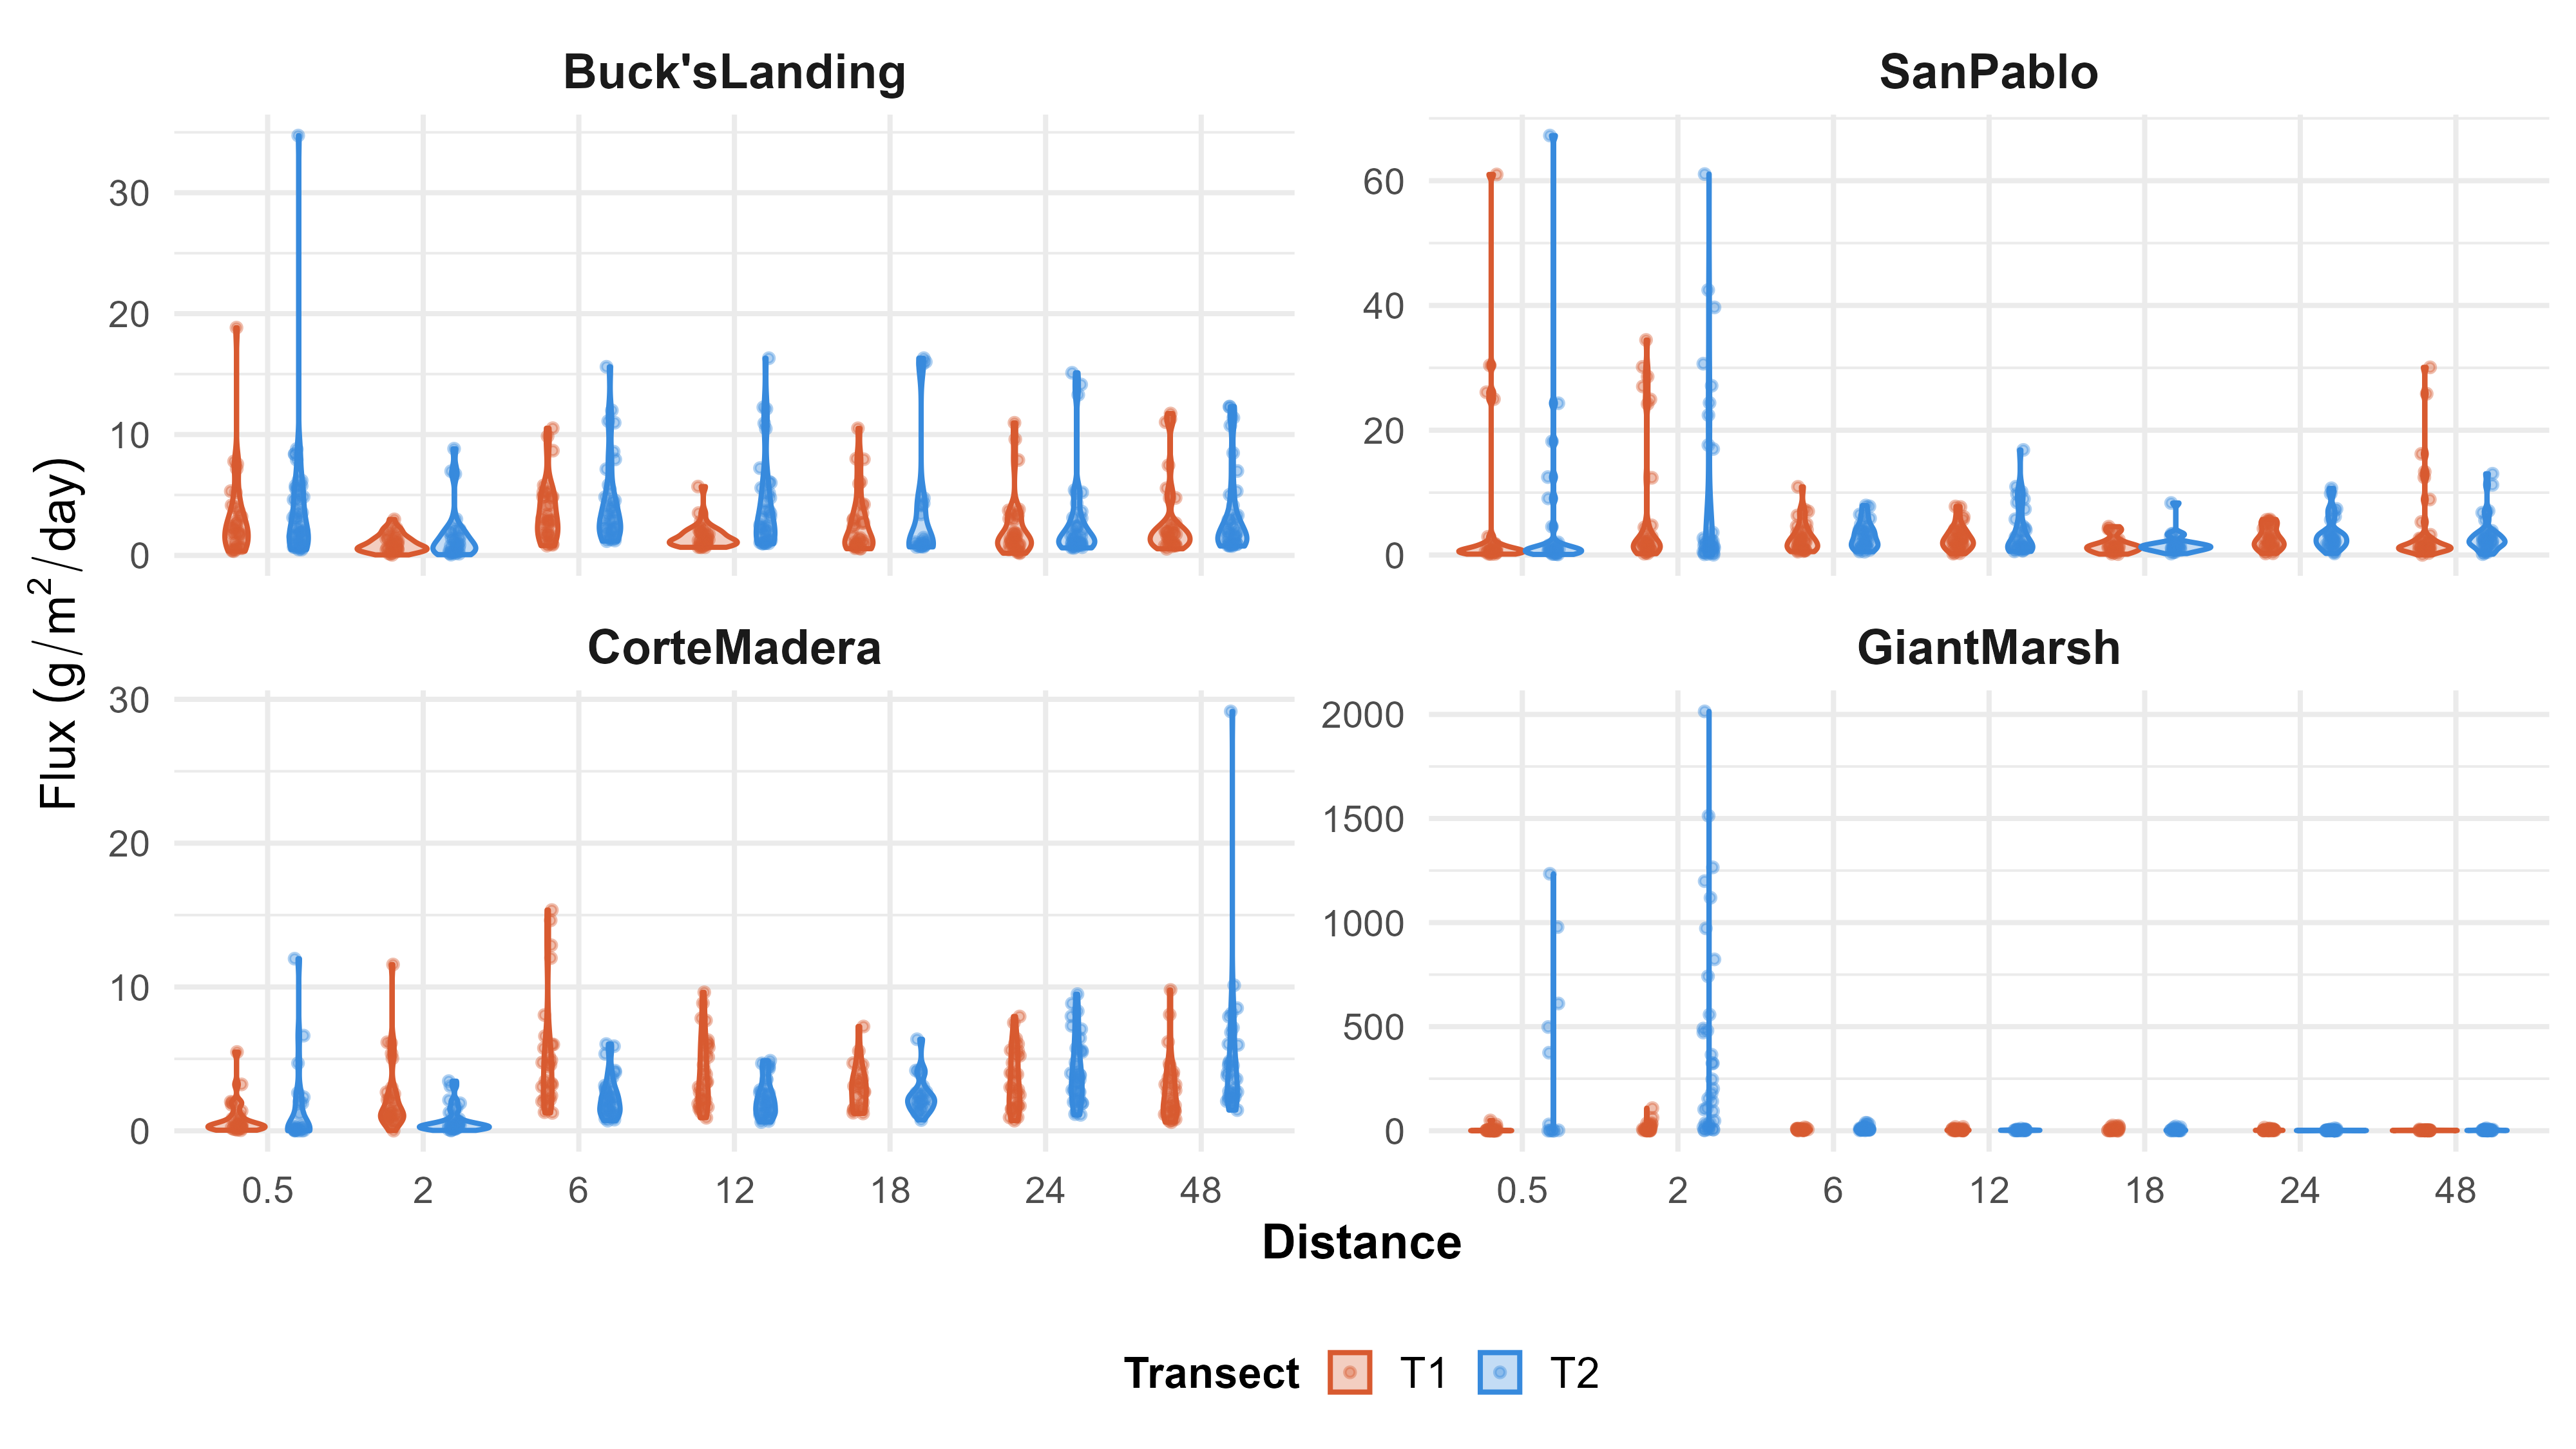 Buck'sLanding
SanPablo
30
20
10
0
60
40
20
0
Flux (g/m²/day)
CorteMadera
GiantMarsh
30
20
10
0
2000
1500
1000
500
0
0.5 2 6 12 18 24 48
0.5 2 6 12 18 24 48
Distance
Transect T1 T2